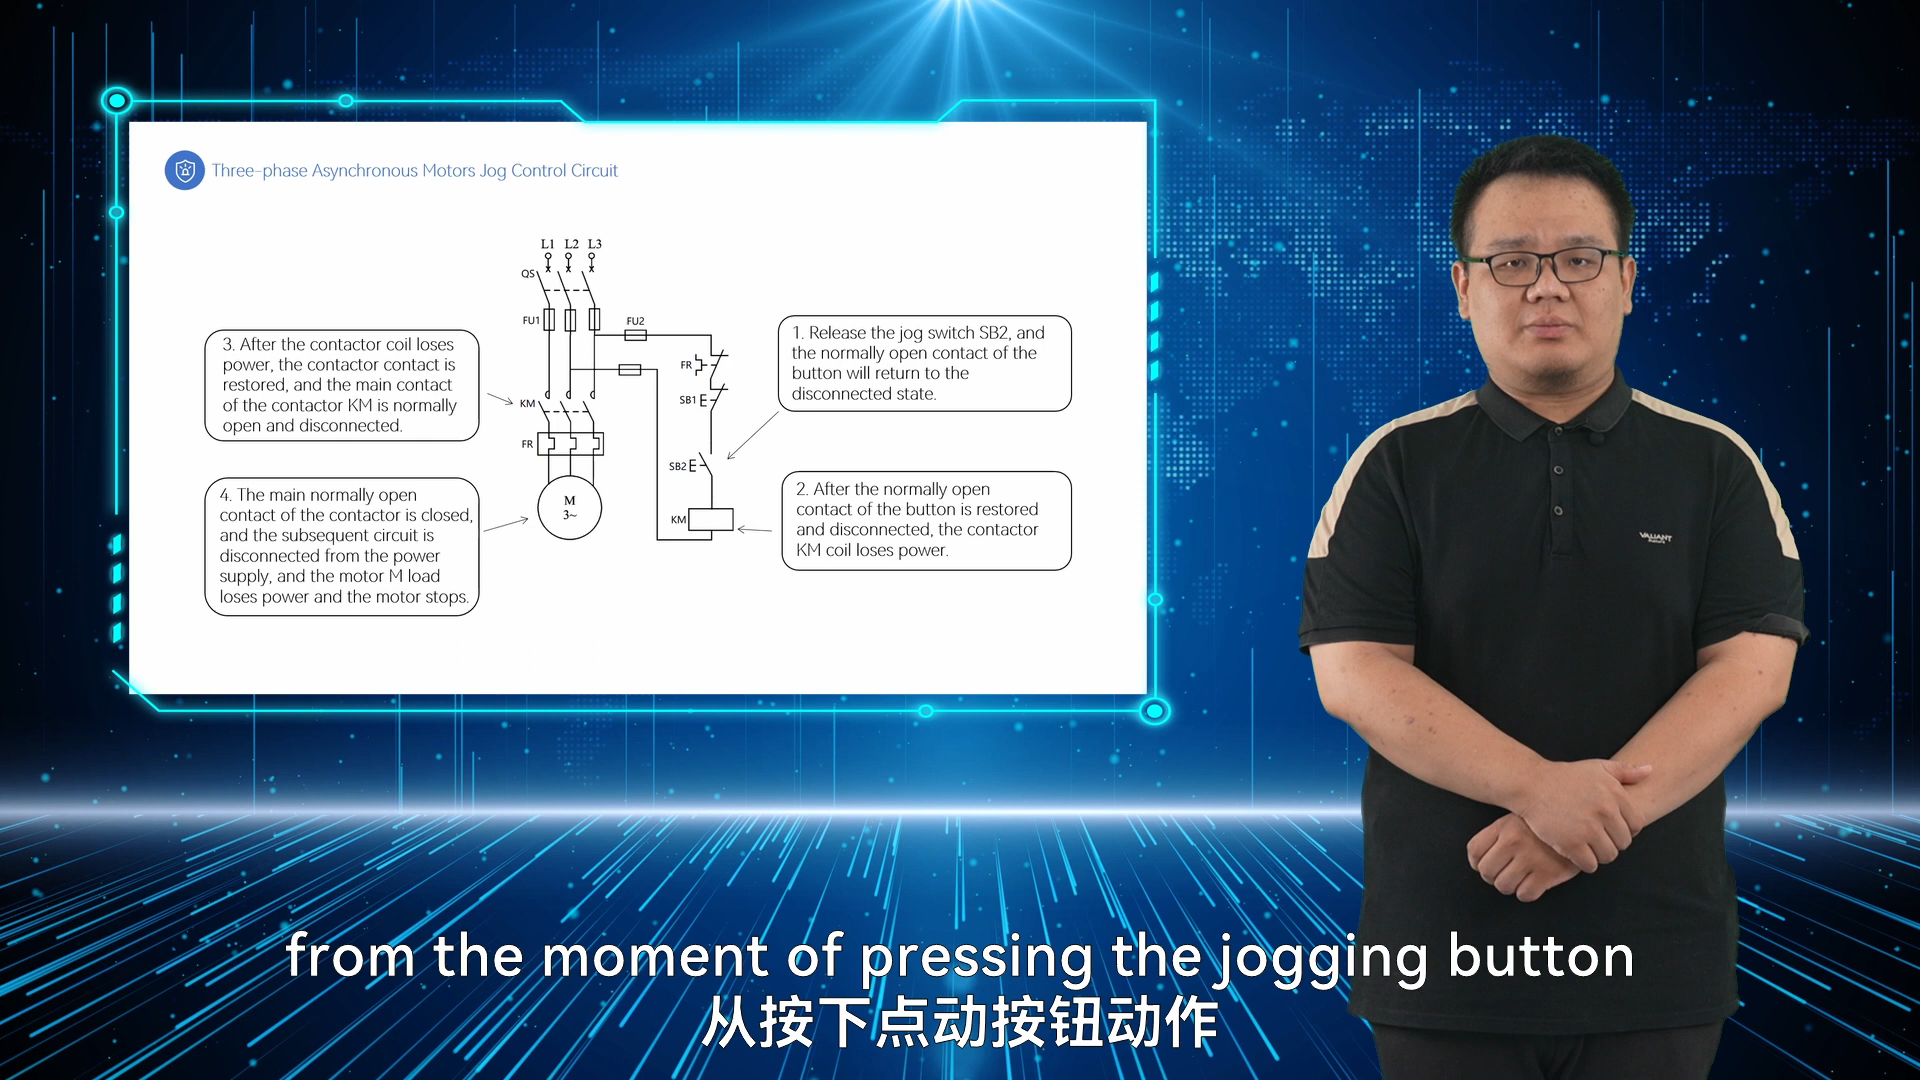 Three-phase Asynchronous Motors Jog Control Circuit
L1 L2 L3
QS
FU1
FU2
FR
SB1
KM
FR
SB2
M
3~
KM
3. After the contactor coil loses
power, the contactor contact is
restored, and the main contact
of the contactor KM is normally
open and disconnected.
4. The main normally open
contact of the contactor is closed,
and the subsequent circuit is
disconnected from the power
supply, and the motor M load
loses power and the motor stops.
1. Release the jog switch SB2, and
the normally open contact of the
button will return to the
disconnected state.
2. After the normally open
contact of the button is restored
and disconnected, the contactor
KM coil loses power.
VALIANT
from the moment of pressing the jogging button
从按下点动按钮动作